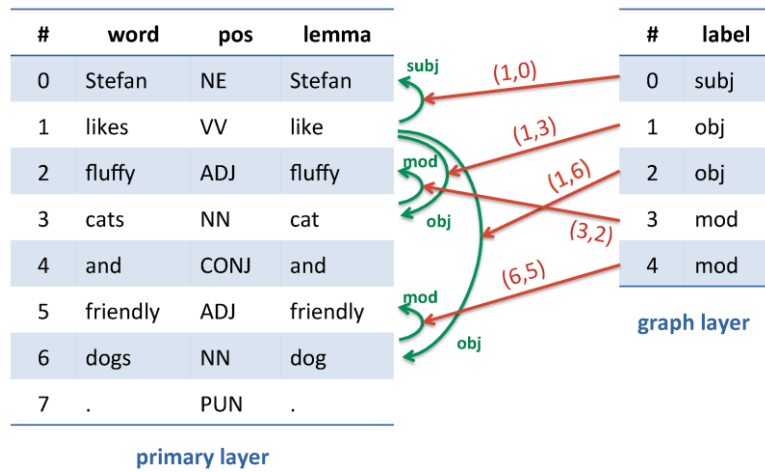 # word pos lemma
0 Stefan NE Stefan
1 likes VV like
2 fluffy ADJ fluffy
3 cats NN cat
4 and CONJ and
5 friendly ADJ friendly
6 dogs NN dog
7 . PUN .
primary layer
subj
mod
obj
mod
obj
(1,0)
(1,3)
(1,6)
(3,2)
(6,5)
# label
0 subj
1 obj
2 obj
3 mod
4 mod
graph layer